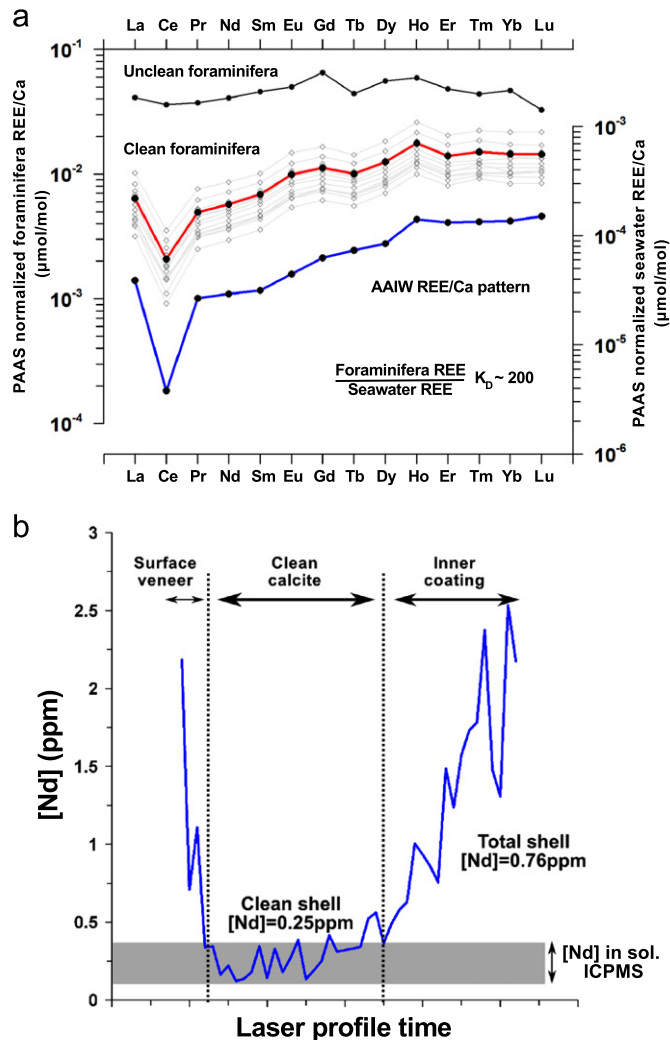 a
La Ce Pr Nd Sm Eu Gd Tb Dy Ho Er Tm Yb Lu
10-1
Unclean foraminifera
10-3
Clean foraminifera
10-2
PAAS normalized foraminifera REE/Ca
(μmol/mol)
PAAS normalized seawater REE/Ca
(μmol/mol)
10-4
10-3
AAIW REE/Ca pattern
10-5
Foraminifera REE
Seawater REE
KD ~ 200
10-4
10-6
La Ce Pr Nd Sm Eu Gd Tb Dy Ho Er Tm Yb Lu
b
3
Surface
veneer
Clean
calcite
Inner
coating
2.5
2
[Nd] (ppm)
1.5
1
Total shell
[Nd]=0.76ppm
Clean shell
[Nd]=0.25ppm
0.5
[Nd] in sol.
ICPMS
0
Laser profile time